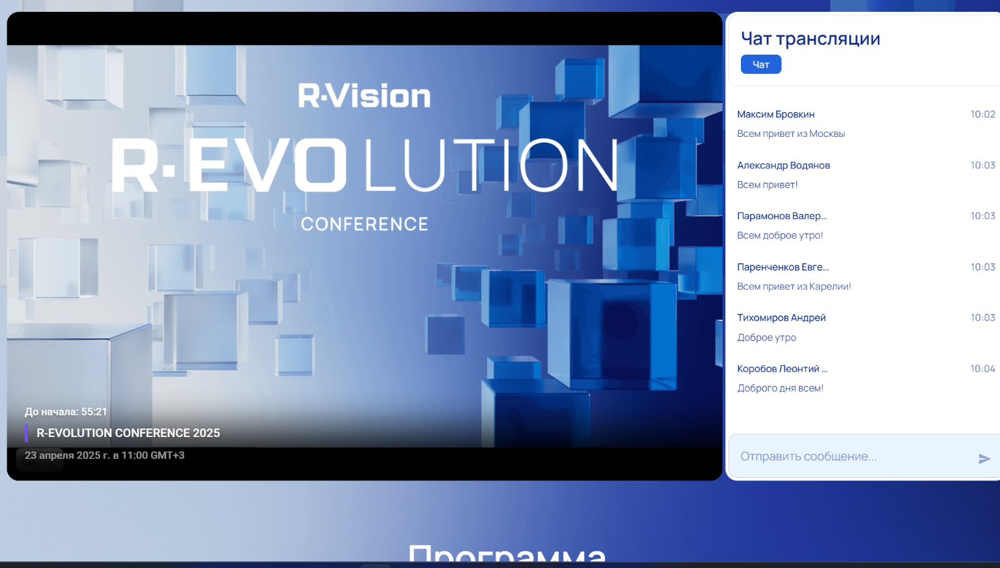 R·Vision
R·EVOLUTION
CONFERENCE
До начала: 55:21
R-EVOLUTION CONFERENCE 2025
23 апреля 2025 г. в 11:00 GMT+3
Чат трансляции
Чат
Максим Бровкин 10:02
Всем привет из Москвы
Александр Водянов 10:03
Всем привет!
Парамонов Валер... 10:03
Всем доброе утро!
Паренченков Евге... 10:03
Всем привет из Карелии!
Тихомиров Андрей 10:03
Доброе утро
Коробов Леонтий ... 10:04
Доброго дня всем!
Отправить сообщение...
Программа